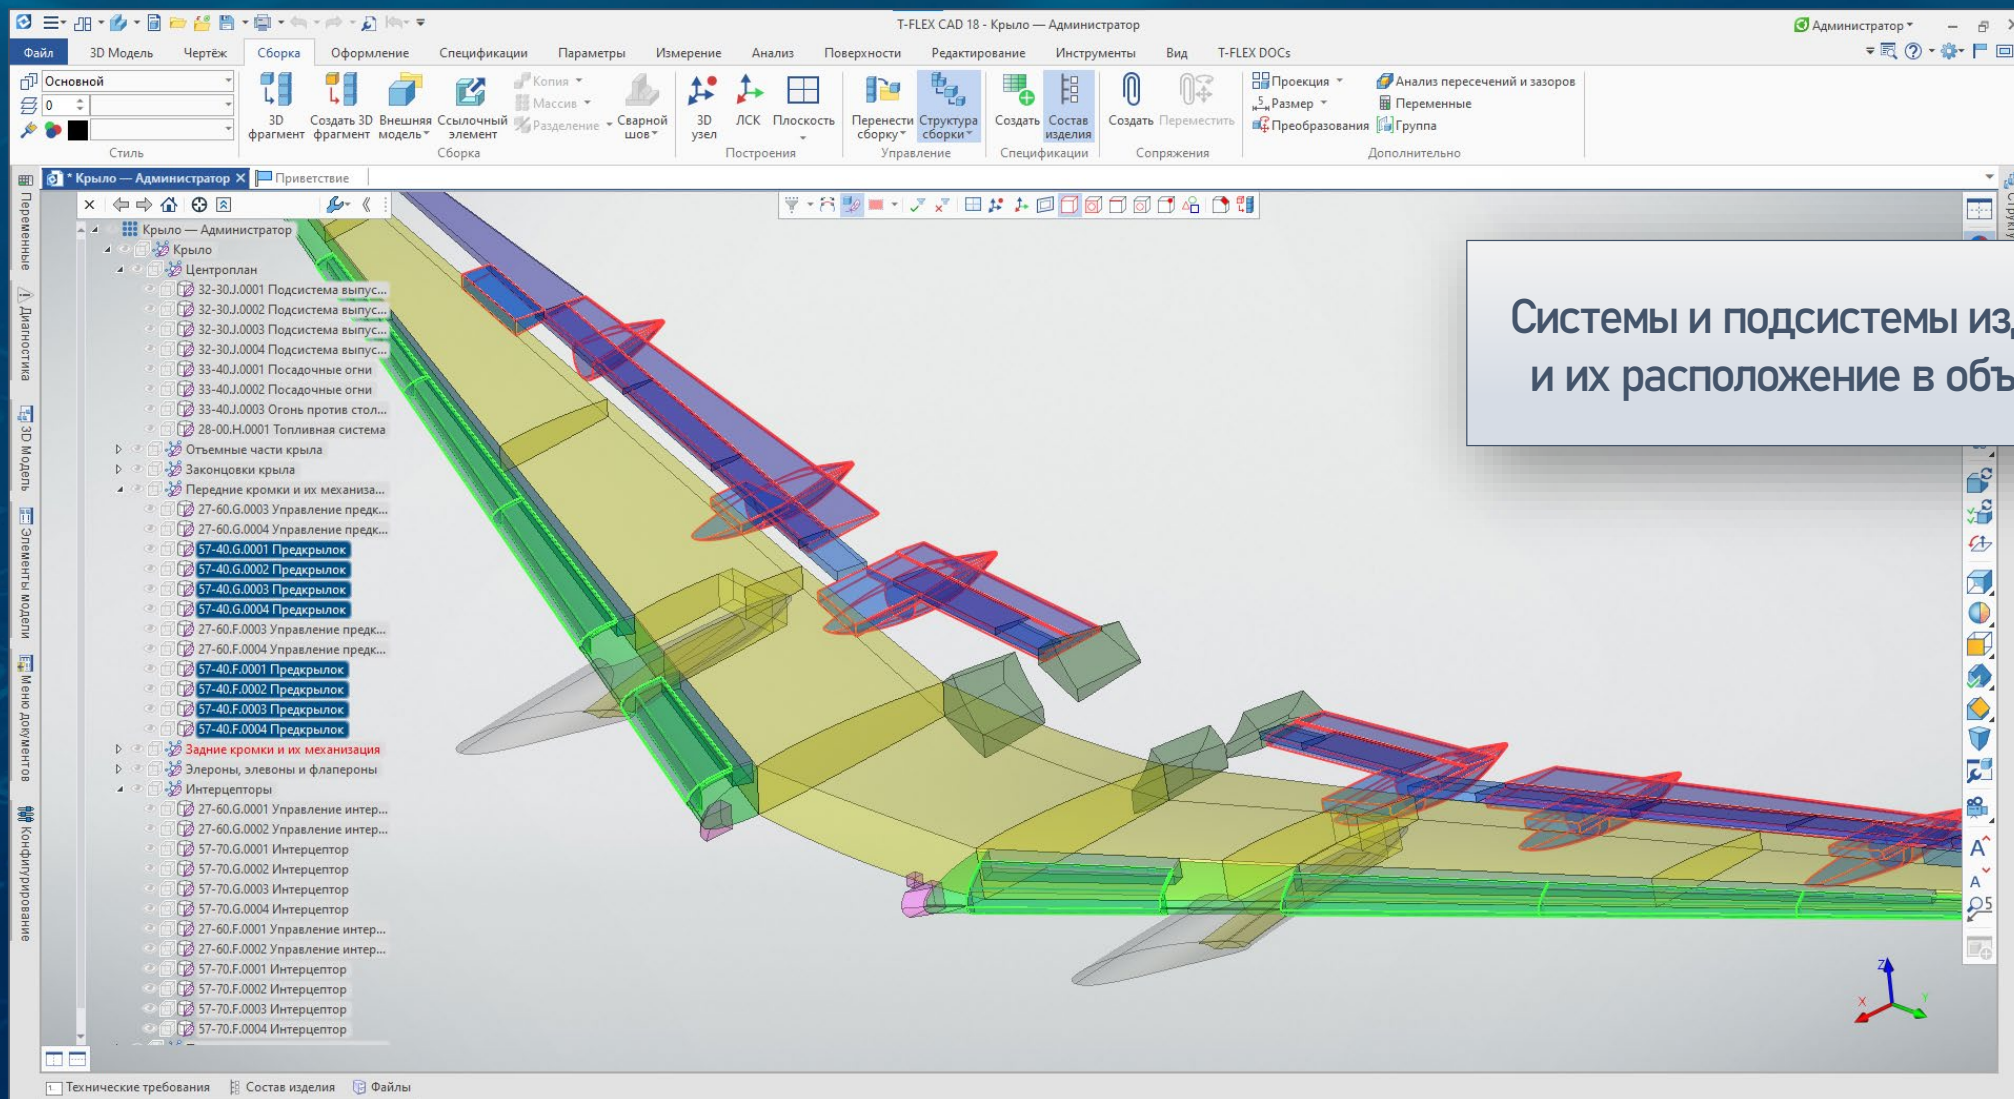 T-FLEX CAD 18 - Крыло — Администратор
Администратор
Файл 3D Модель Чертёж Сборка Оформление Спецификации Параметры Измерение Анализ Поверхности Редактирование Инструменты Вид T-FLEX DOCs
Основной
0
Стиль
3D фрагмент
Создать 3D фрагмент
Внешняя модель
Ссылочный элемент
Копия
Массив
Разделение
Сварной шов
Сборка
3D узел
ЛСК
Плоскость
Построения
Перенести сборку
Структура сборки
Управление
Создать
Состав изделия
Спецификации
Создать
Переместить
Сопряжения
Проекция
Размер
Преобразования
Анализ пересечений и зазоров
Переменные
Группа
Дополнительно
* Крыло — Администратор
Приветствие
Переменные
Диагностика
3D Модель
Элементы модели
Меню документов
Конфигурирование
Крыло — Администратор
Крыло
Центроплан
32-30.J.0001 Подсистема выпус...
32-30.J.0002 Подсистема выпус...
32-30.J.0003 Подсистема выпус...
32-30.J.0004 Подсистема выпус...
33-40.J.0001 Посадочные огни
33-40.J.0002 Посадочные огни
33-40.J.0003 Огонь против стол...
28-00.H.0001 Топливная система
Отъемные части крыла
Законцовки крыла
Передние кромки и их механиза...
27-60.G.0003 Управление предк...
27-60.G.0004 Управление предк...
57-40.G.0001 Предкрылок
57-40.G.0002 Предкрылок
57-40.G.0003 Предкрылок
57-40.G.0004 Предкрылок
27-60.F.0003 Управление предк...
27-60.F.0004 Управление предк...
57-40.F.0001 Предкрылок
57-40.F.0002 Предкрылок
57-40.F.0003 Предкрылок
57-40.F.0004 Предкрылок
Задние кромки и их механизация
Элероны, элевоны и флапероны
Интерцепторы
27-60.G.0001 Управление интер...
27-60.G.0002 Управление интер...
57-70.G.0001 Интерцептор
57-70.G.0002 Интерцептор
57-70.G.0003 Интерцептор
57-70.G.0004 Интерцептор
27-60.F.0001 Управление интер...
27-60.F.0002 Управление интер...
57-70.F.0001 Интерцептор
57-70.F.0002 Интерцептор
57-70.F.0003 Интерцептор
57-70.F.0004 Интерцептор
Системы и подсистемы изд
и их расположение в объ
Z
X
Y
Технические требования Состав изделия Файлы